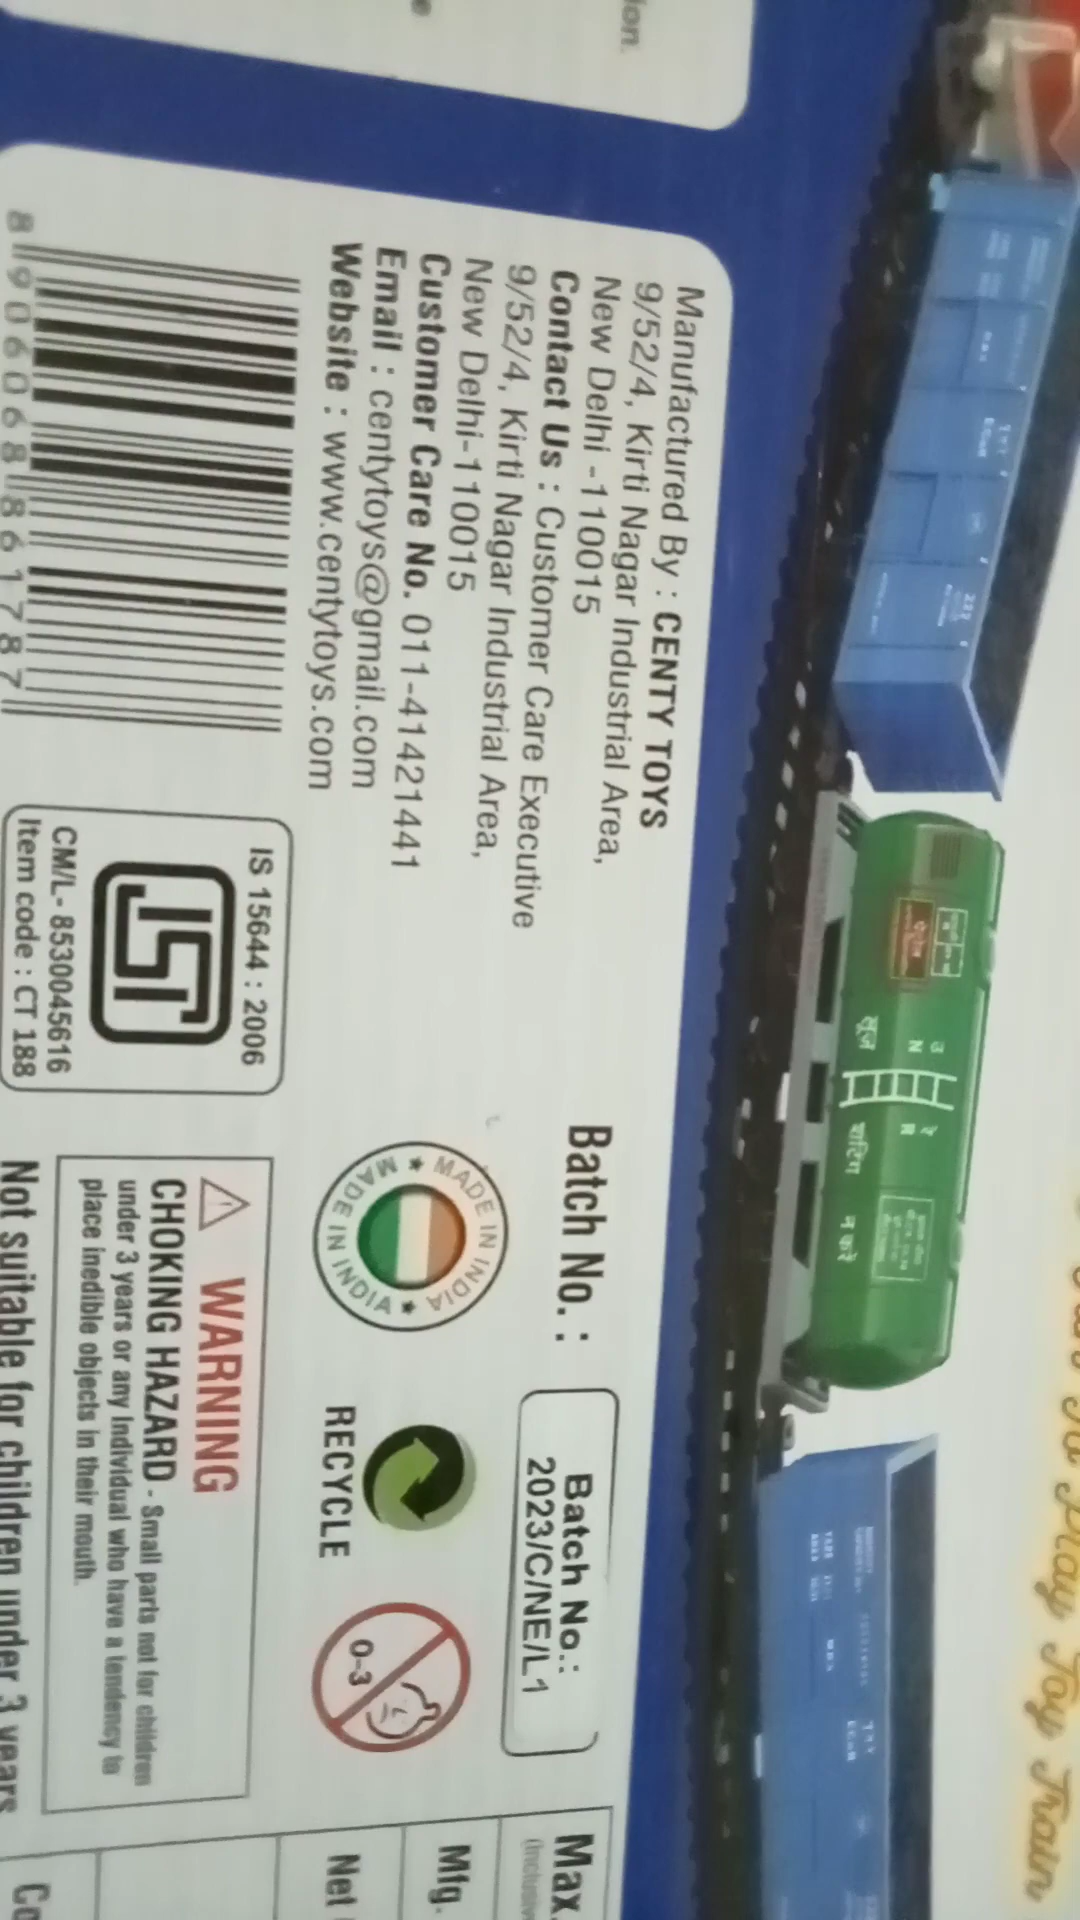 Manufactured By : CENTY TOYS
9/52/4, Kirti Nagar Industrial Area,
New Delhi -110015
Contact Us : Customer Care Executive
9/52/4, Kirti Nagar Industrial Area,
New Delhi-110015
Customer Care No. 011-41421441
Email : centytoys@gmail.com
Website : www.centytoys.com
8906068861787
IS 15644 : 2006
CM/L- 8530045616
Item code : CT 188
Batch No. :
Batch No.:
2023/C/NE/L1
MADE IN INDIA ★ MADE IN INDIA ★
RECYCLE
0-3
WARNING
CHOKING HAZARD - Small parts not for children
under 3 years or any individual who have a tendency to
place inedible objects in their mouth.
Not suitable for children under 3 years
Max.
Mfg.
Net
लूज शंटिंग न करें
उ रे
N R
Play Toy Train